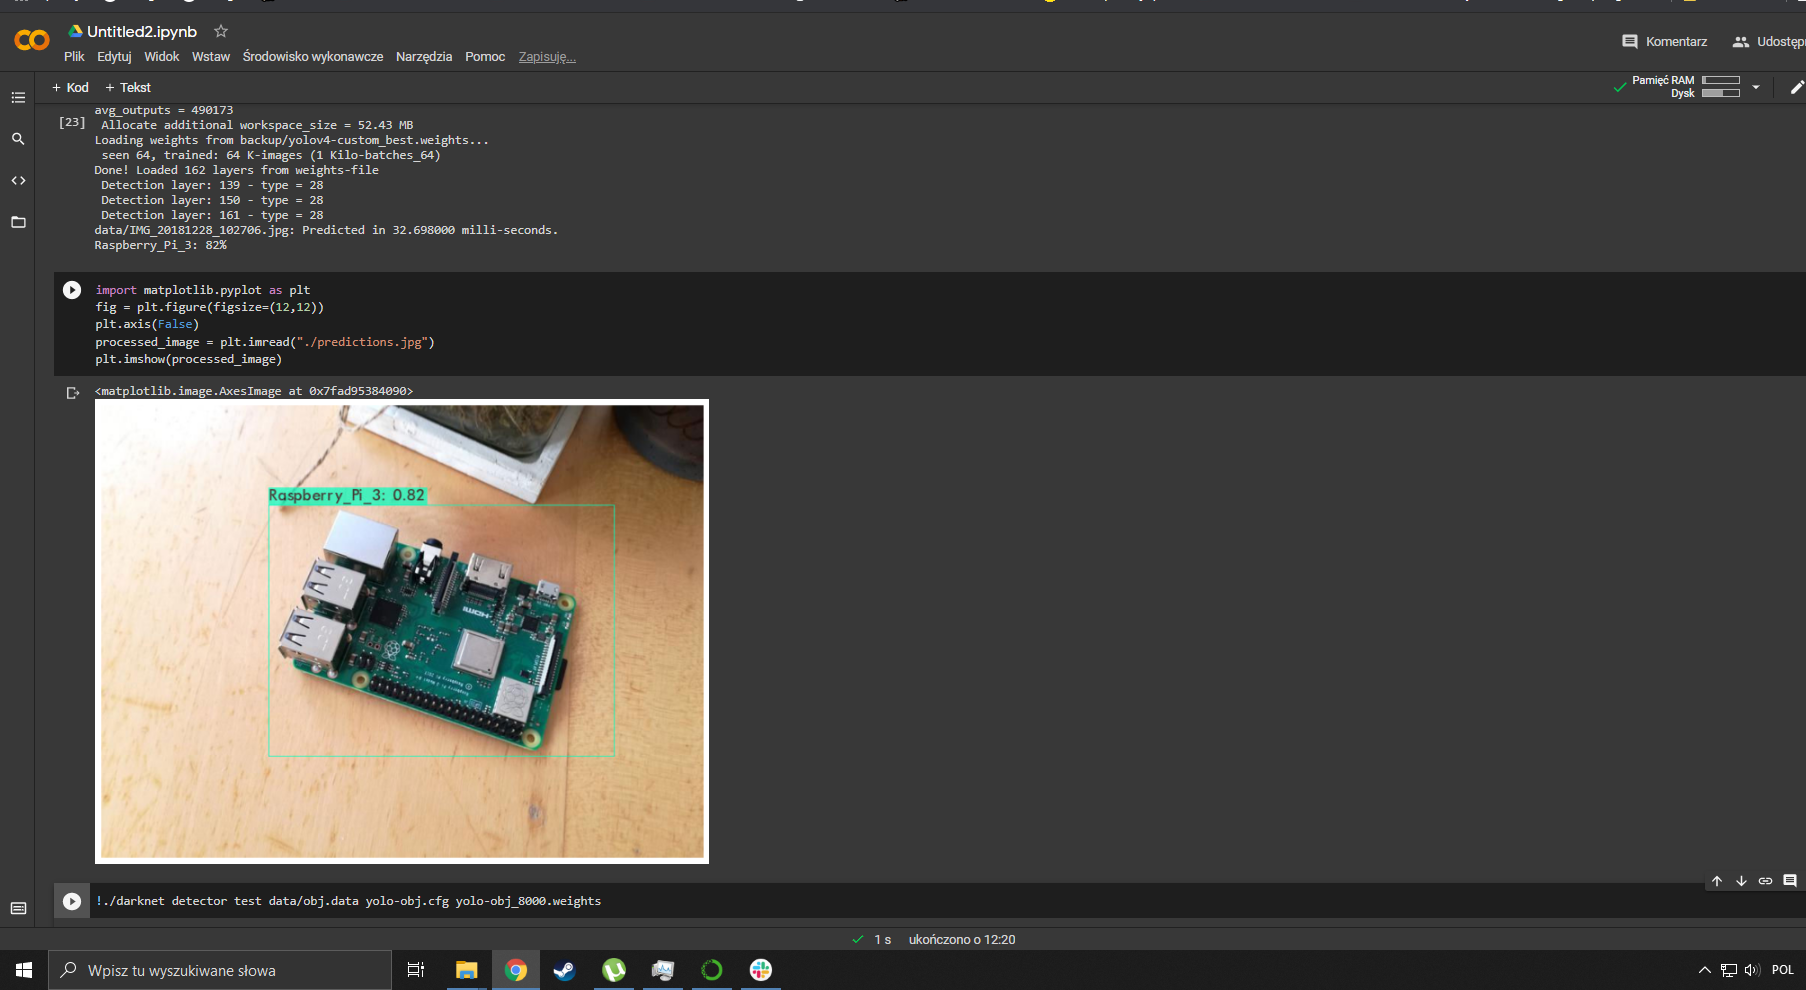 Untitled2.ipynb
Plik Edytuj Widok Wstaw Środowisko wykonawcze Narzędzia Pomoc Zapisuję...
Komentarz Udostęp
+ Kod + Tekst
Pamięć RAM
Dysk
avg_outputs = 490173
[23] Allocate additional workspace_size = 52.43 MB
Loading weights from backup/yolov4-custom_best.weights...
seen 64, trained: 64 K-images (1 Kilo-batches_64)
Done! Loaded 162 layers from weights-file
Detection layer: 139 - type = 28
Detection layer: 150 - type = 28
Detection layer: 161 - type = 28
data/IMG_20181228_102706.jpg: Predicted in 32.698000 milli-seconds.
Raspberry_Pi_3: 82%
import matplotlib.pyplot as plt
fig = plt.figure(figsize=(12,12))
plt.axis(False)
processed_image = plt.imread("./predictions.jpg")
plt.imshow(processed_image)
<matplotlib.image.AxesImage at 0x7fad95384090>
Raspberry_Pi_3: 0.82
HDMI
!./darknet detector test data/obj.data yolo-obj.cfg yolo-obj_8000.weights
1 s ukończono o 12:20
Wpisz tu wyszukiwane słowa
POL